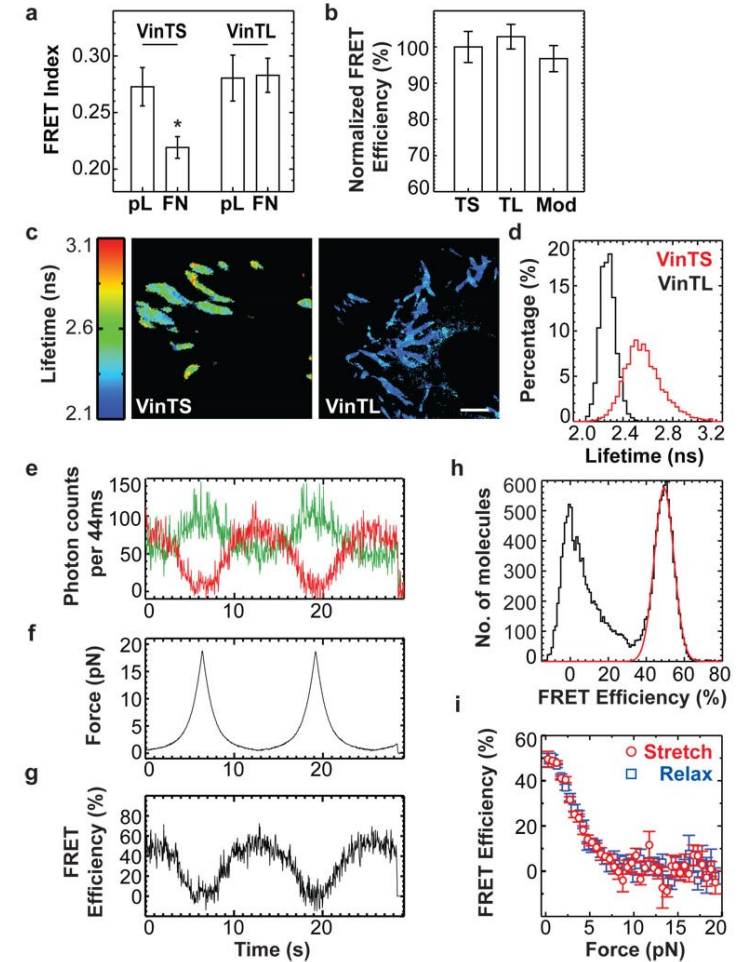 a
VinTS VinTL
FRET Index
0.30
0.25
0.20
*
pL FN pL FN
b
Normalized FRET
Efficiency (%)
100
90
80
70
60
TS TL Mod
c
Lifetime (ns)
3.1
2.6
2.1
VinTS
VinTL
d
Percentage (%)
20
15
10
5
0
VinTS
VinTL
2.0 2.4 2.8 3.2
Lifetime (ns)
e
Photon counts
per 44ms
150
100
50
0
0 10 20
f
Force (pN)
20
15
10
5
0
0 10 20
g
FRET
Efficiency (%)
80
60
40
20
0
0 10 20
Time (s)
h
No. of molecules
600
500
400
300
200
100
0
0 20 40 60 80
FRET Efficiency (%)
i
FRET Efficiency (%)
60
40
20
0
Stretch
Relax
0 5 10 15 20
Force (pN)